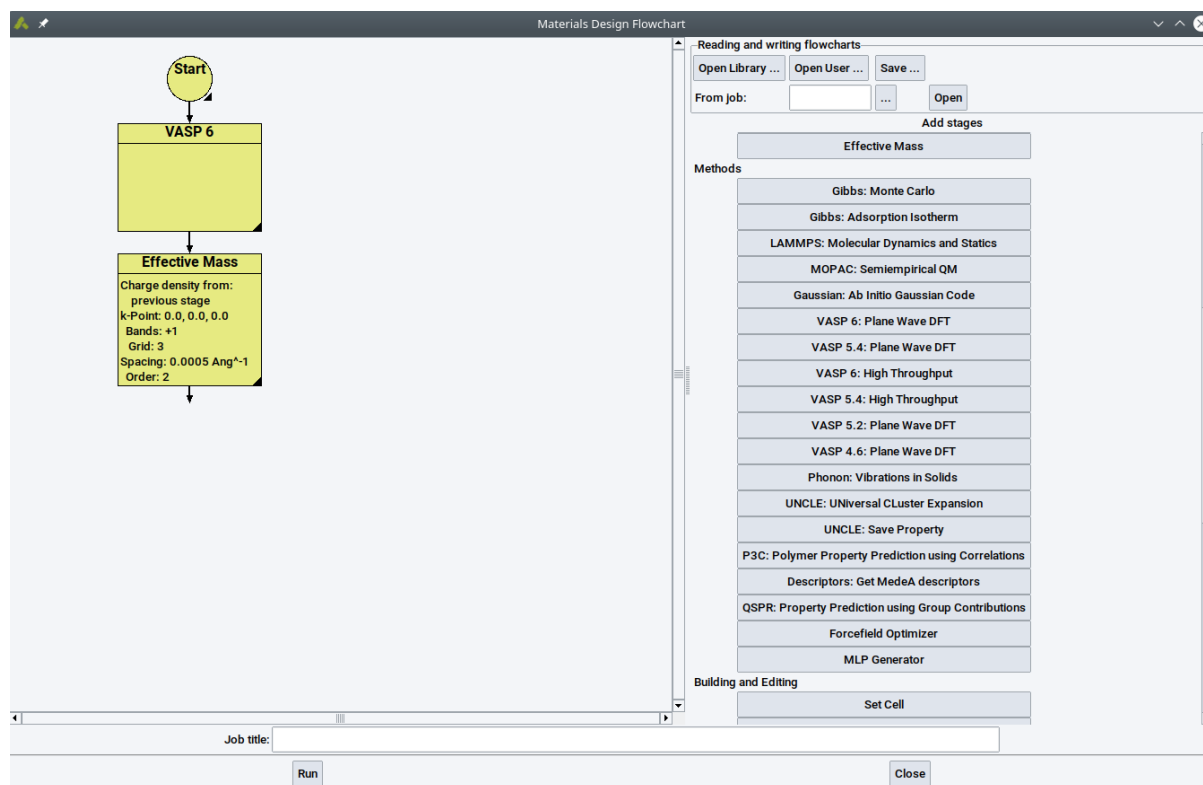 Materials Design Flowchart
Start
VASP 6
Effective Mass
Charge density from:
previous stage
k-Point: 0.0, 0.0, 0.0
Bands: +1
Grid: 3
Spacing: 0.0005 Ang^-1
Order: 2
Reading and writing flowcharts
Open Library ... Open User ... Save ...
From job: ... Open
Add stages
Effective Mass
Methods
Gibbs: Monte Carlo
Gibbs: Adsorption Isotherm
LAMMPS: Molecular Dynamics and Statics
MOPAC: Semiempirical QM
Gaussian: Ab Initio Gaussian Code
VASP 6: Plane Wave DFT
VASP 5.4: Plane Wave DFT
VASP 6: High Throughput
VASP 5.4: High Throughput
VASP 5.2: Plane Wave DFT
VASP 4.6: Plane Wave DFT
Phonon: Vibrations in Solids
UNCLE: UNiversal CLuster Expansion
UNCLE: Save Property
P3C: Polymer Property Prediction using Correlations
Descriptors: Get MedeA descriptors
QSPR: Property Prediction using Group Contributions
Forcefield Optimizer
MLP Generator
Building and Editing
Set Cell
Job title:
Run Close